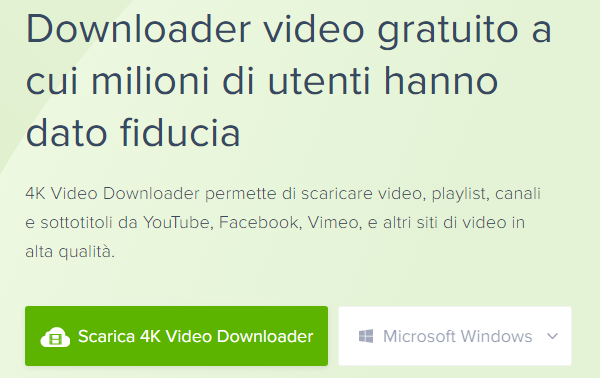 Downloader video gratuito a
cui milioni di utenti hanno
dato fiducia
4K Video Downloader permette di scaricare video, playlist, canali
e sottotitoli da YouTube, Facebook, Vimeo, e altri siti di video in
alta qualità.
Scarica 4K Video Downloader
Microsoft Windows